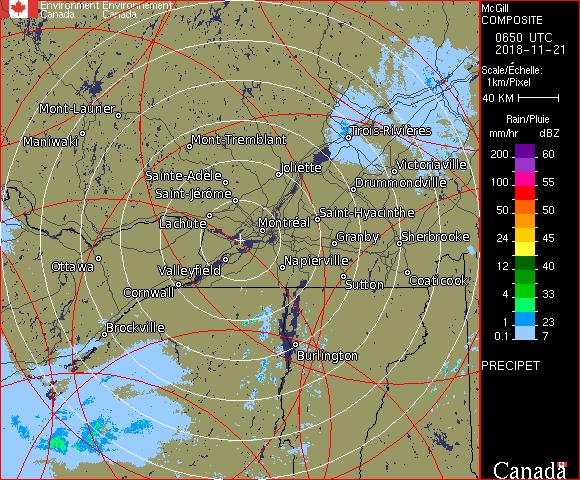 Environment Environnement
Canada Canada
McGill
COMPOSITE
0650 UTC
2018-11-21
Scale/Échelle:
1km/Pixel
40 KM
Rain/Pluie
mm/hr dBZ
200 60
100 55
50 50
24 45
12 40
4 33
1 23
0.1 7
PRECIPET
Canada
Mont-Laurier
Maniwaki
Mont-Tremblant
Trois-Rivières
Joliette
Victoriaville
Sainte-Adèle
Drummondville
Saint-Jérôme
Lachute
Saint-Hyacinthe
Montréal
Granby
Sherbrooke
Ottawa
Valleyfield
Napierville
Cornwall
Sutton
Coaticook
Brockville
Burlington